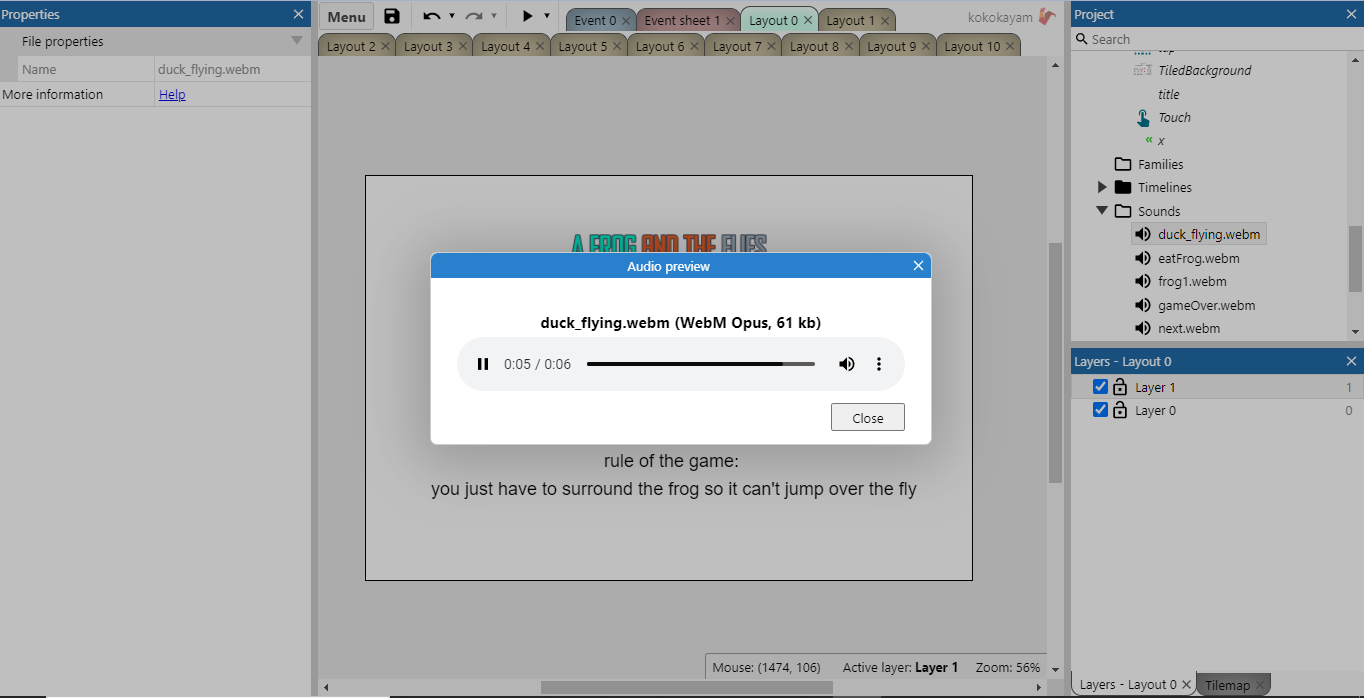 Properties
File properties
Name duck_flying.webm
More information Help
Menu
Event 0 Event sheet 1 Layout 0 Layout 1
kokokayam
Layout 2 Layout 3 Layout 4 Layout 5 Layout 6 Layout 7 Layout 8 Layout 9 Layout 10
A FROG AND THE FLIES
Audio preview
duck_flying.webm (WebM Opus, 61 kb)
0:05 / 0:06
Close
rule of the game:
you just have to surround the frog so it can't jump over the fly
Mouse: (1474, 106) Active layer: Layer 1 Zoom: 56%
Project
Search
TiledBackground
title
Touch
x
Families
Timelines
Sounds
duck_flying.webm
eatFrog.webm
frog1.webm
gameOver.webm
next.webm
Layers - Layout 0
Layer 1 1
Layer 0 0
Layers - Layout 0 Tilemap